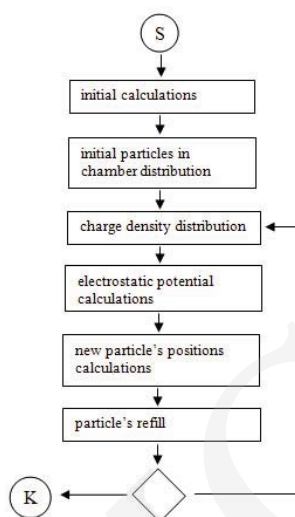 S
initial calculations
initial particles in
chamber distribution
charge density distribution
electrostatic potential
calculations
new particle's positions
calculations
particle's refill
K